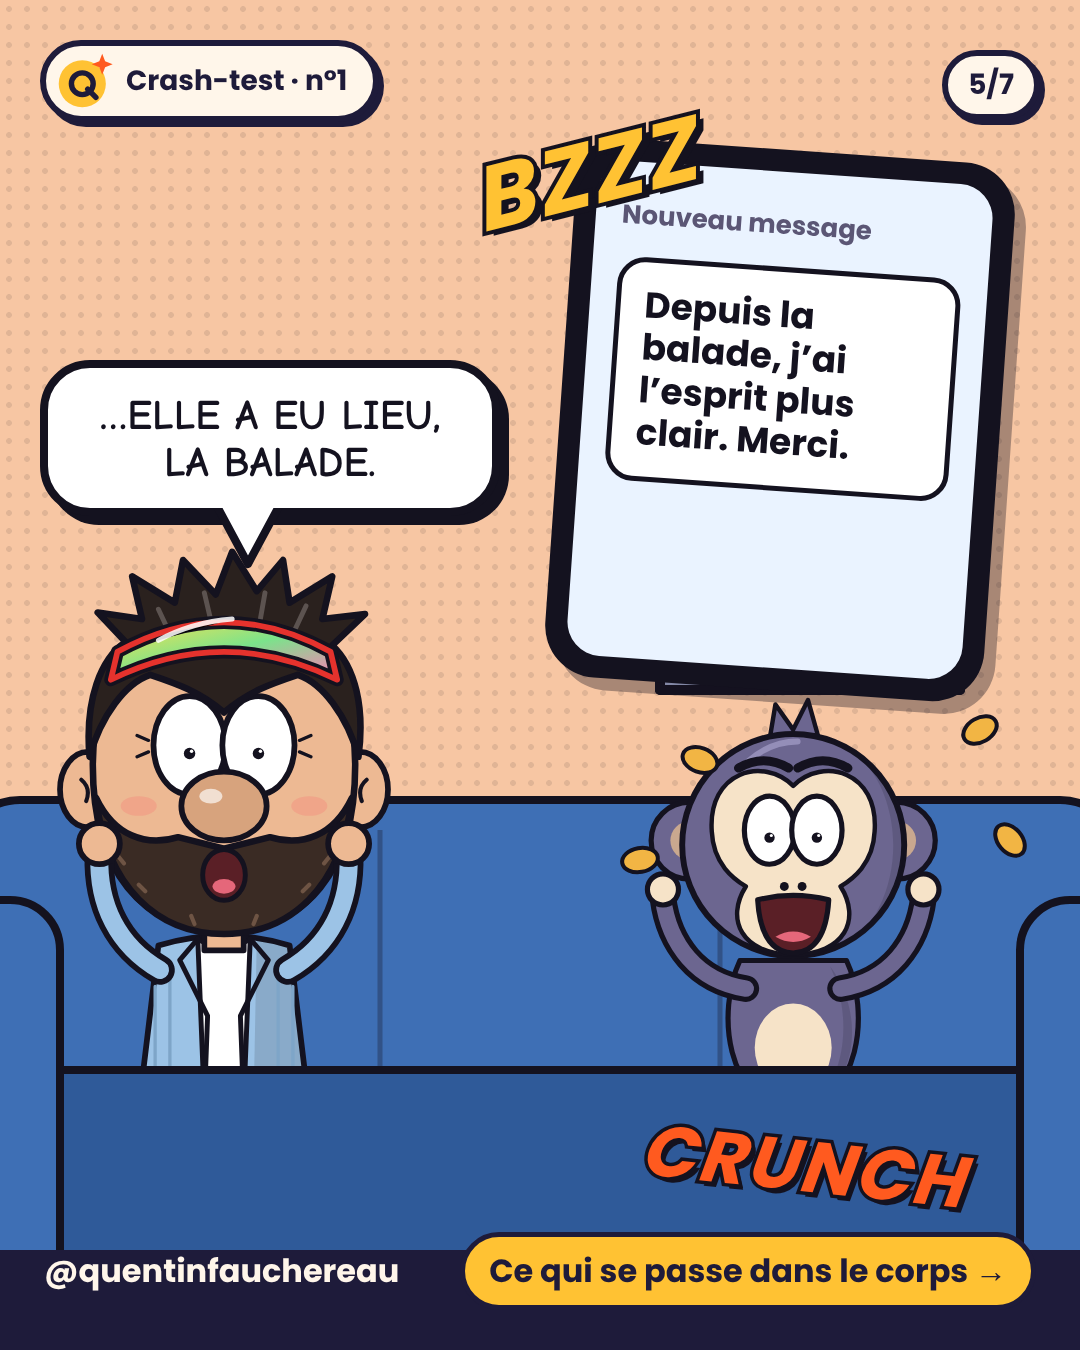 Q
Crash-test · n°1
5/7
BZZZ
Nouveau message
Depuis la
balade, j’ai
l’esprit plus
clair. Merci.
...ELLE A EU LIEU,
LA BALADE.
CRUNCH
@quentinfauchereau
Ce qui se passe dans le corps →